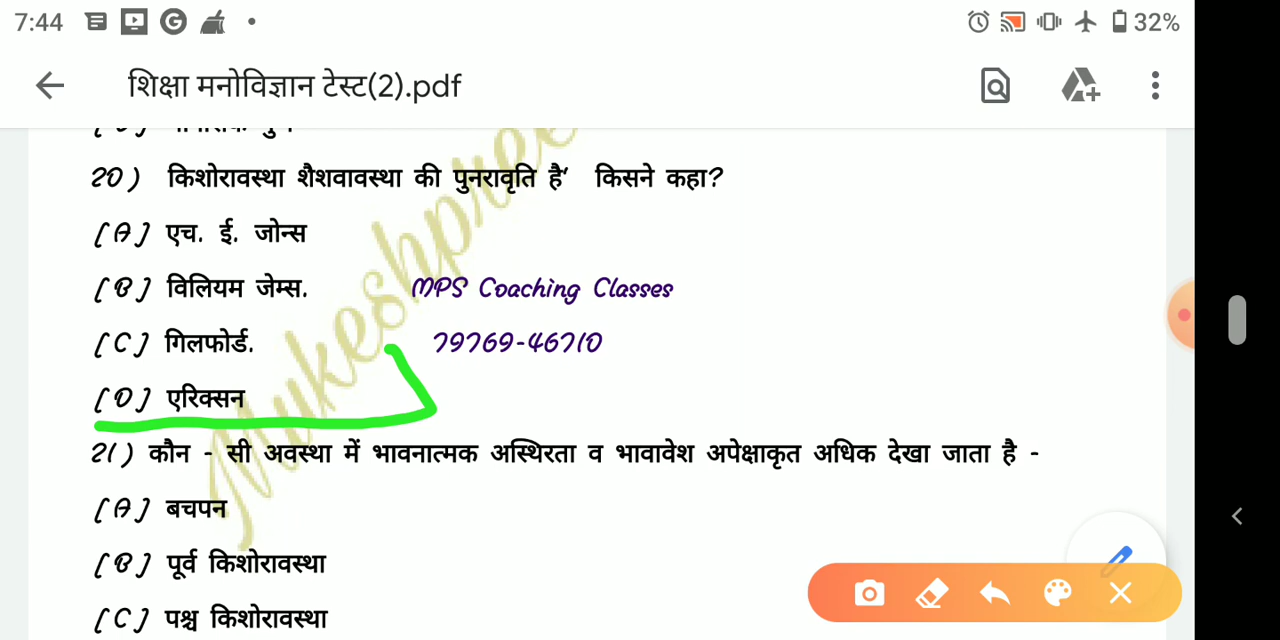 7:44 32%
शिक्षा मनोविज्ञान टेस्ट(2).pdf
20) किशोरावस्था शैशवावस्था की पुनरावृति है’ किसने कहा?
[A] एच. ई. जोन्स
[B] विलियम जेम्स. MPS Coaching Classes
[C] गिलफोर्ड. 79769-46710
[D] एरिक्सन
21) कौन - सी अवस्था में भावनात्मक अस्थिरता व भावावेश अपेक्षाकृत अधिक देखा जाता है -
[A] बचपन
[B] पूर्व किशोरावस्था
[C] पश्च किशोरावस्था